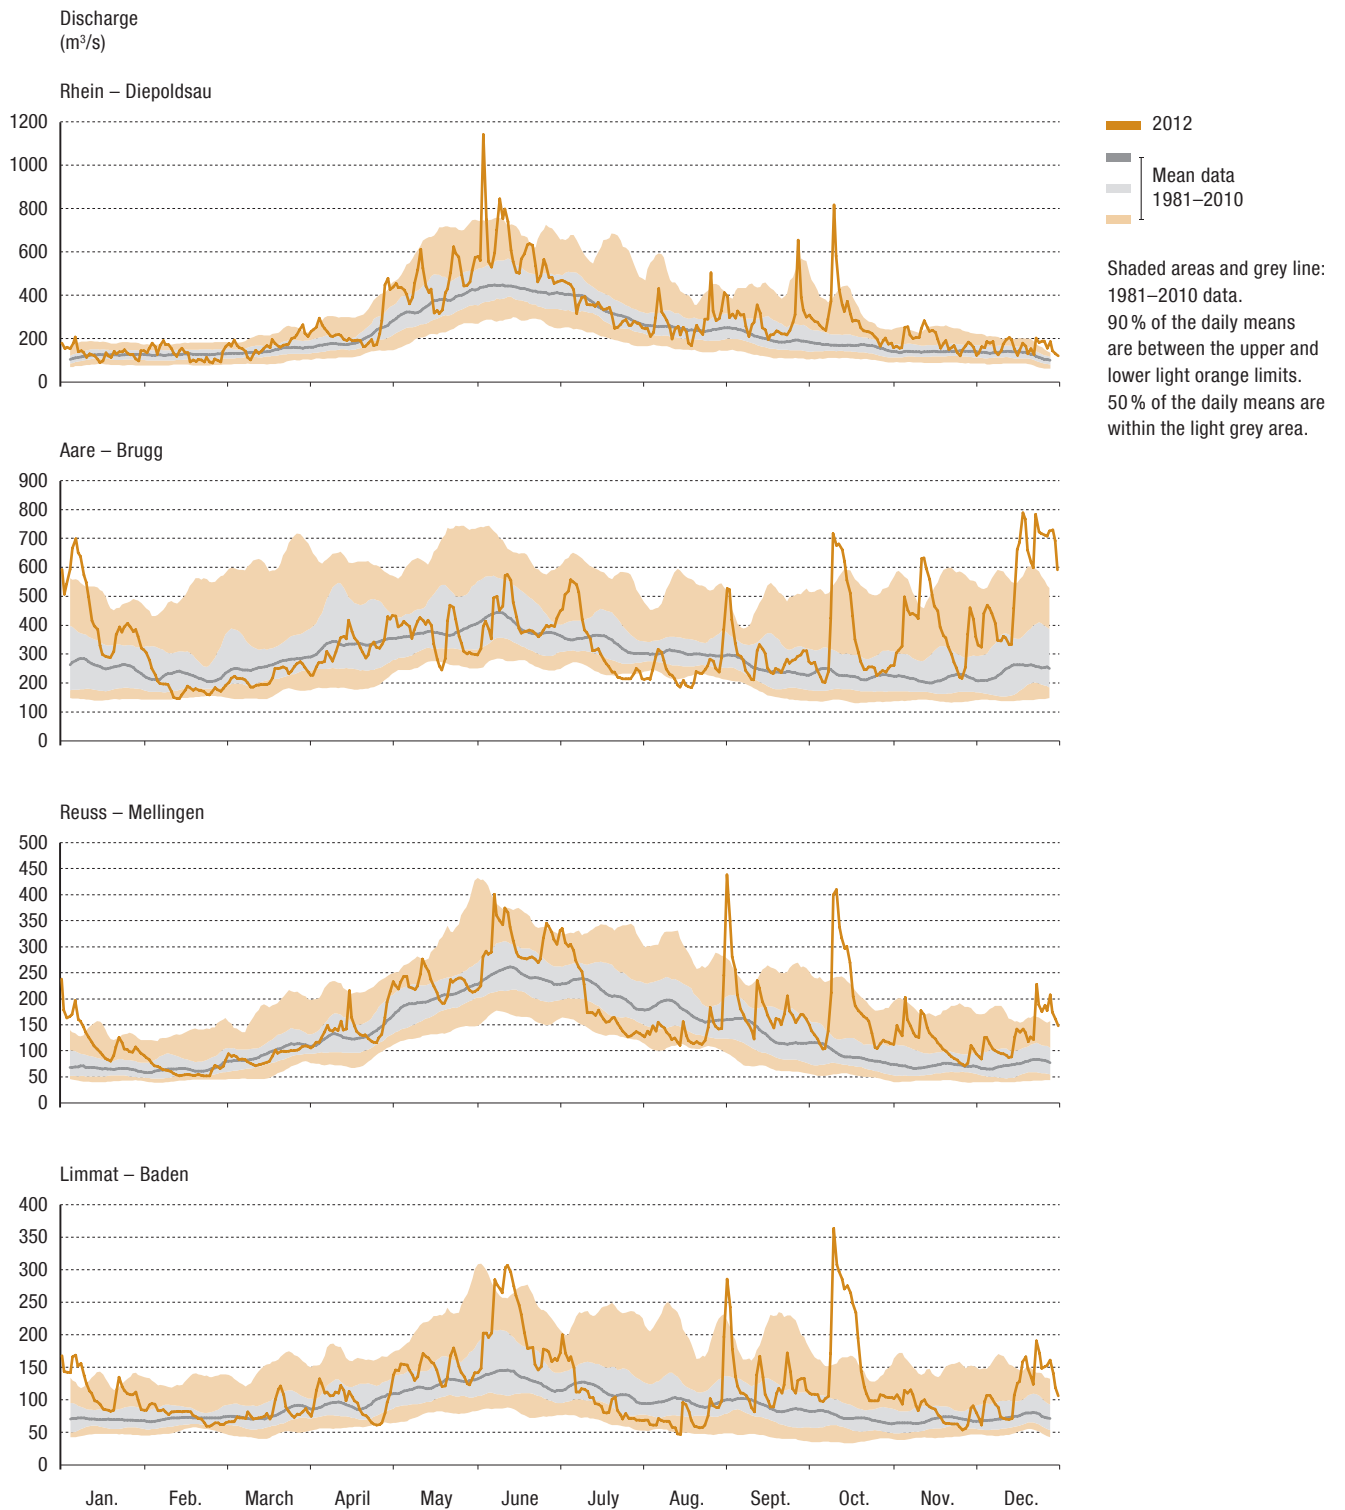 Discharge
(m³/s)
Rhein – Diepoldsau
1200
1000
800
600
400
200
0
2012
Mean data
1981–2010
Shaded areas and grey line:
1981–2010 data.
90 % of the daily means
are between the upper and
lower light orange limits.
50 % of the daily means are
within the light grey area.
Aare – Brugg
900
800
700
600
500
400
300
200
100
0
Reuss – Mellingen
500
450
400
350
300
250
200
150
100
50
0
Limmat – Baden
400
350
300
250
200
150
100
50
0
Jan. Feb. March April May June July Aug. Sept. Oct. Nov. Dec.